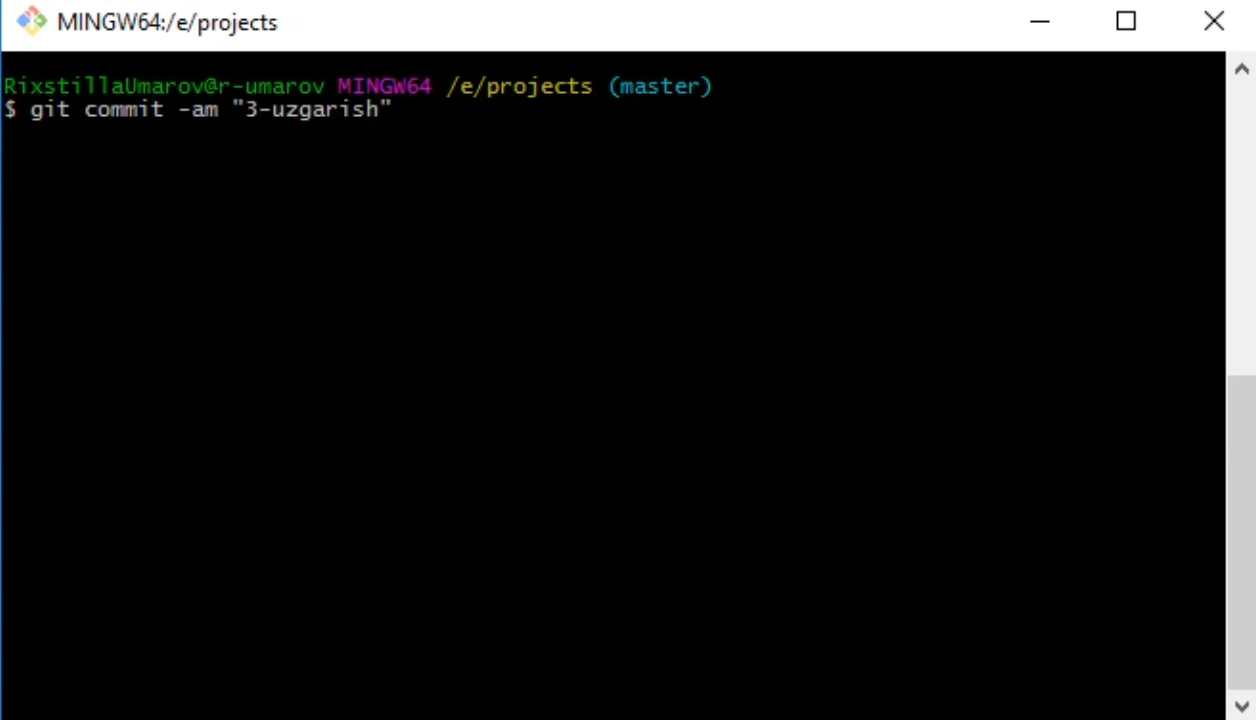 MINGW64:/e/projects
RixstillaUmarov@r-umarov MINGW64 /e/projects (master)
$ git commit -am "3-uzgarish"